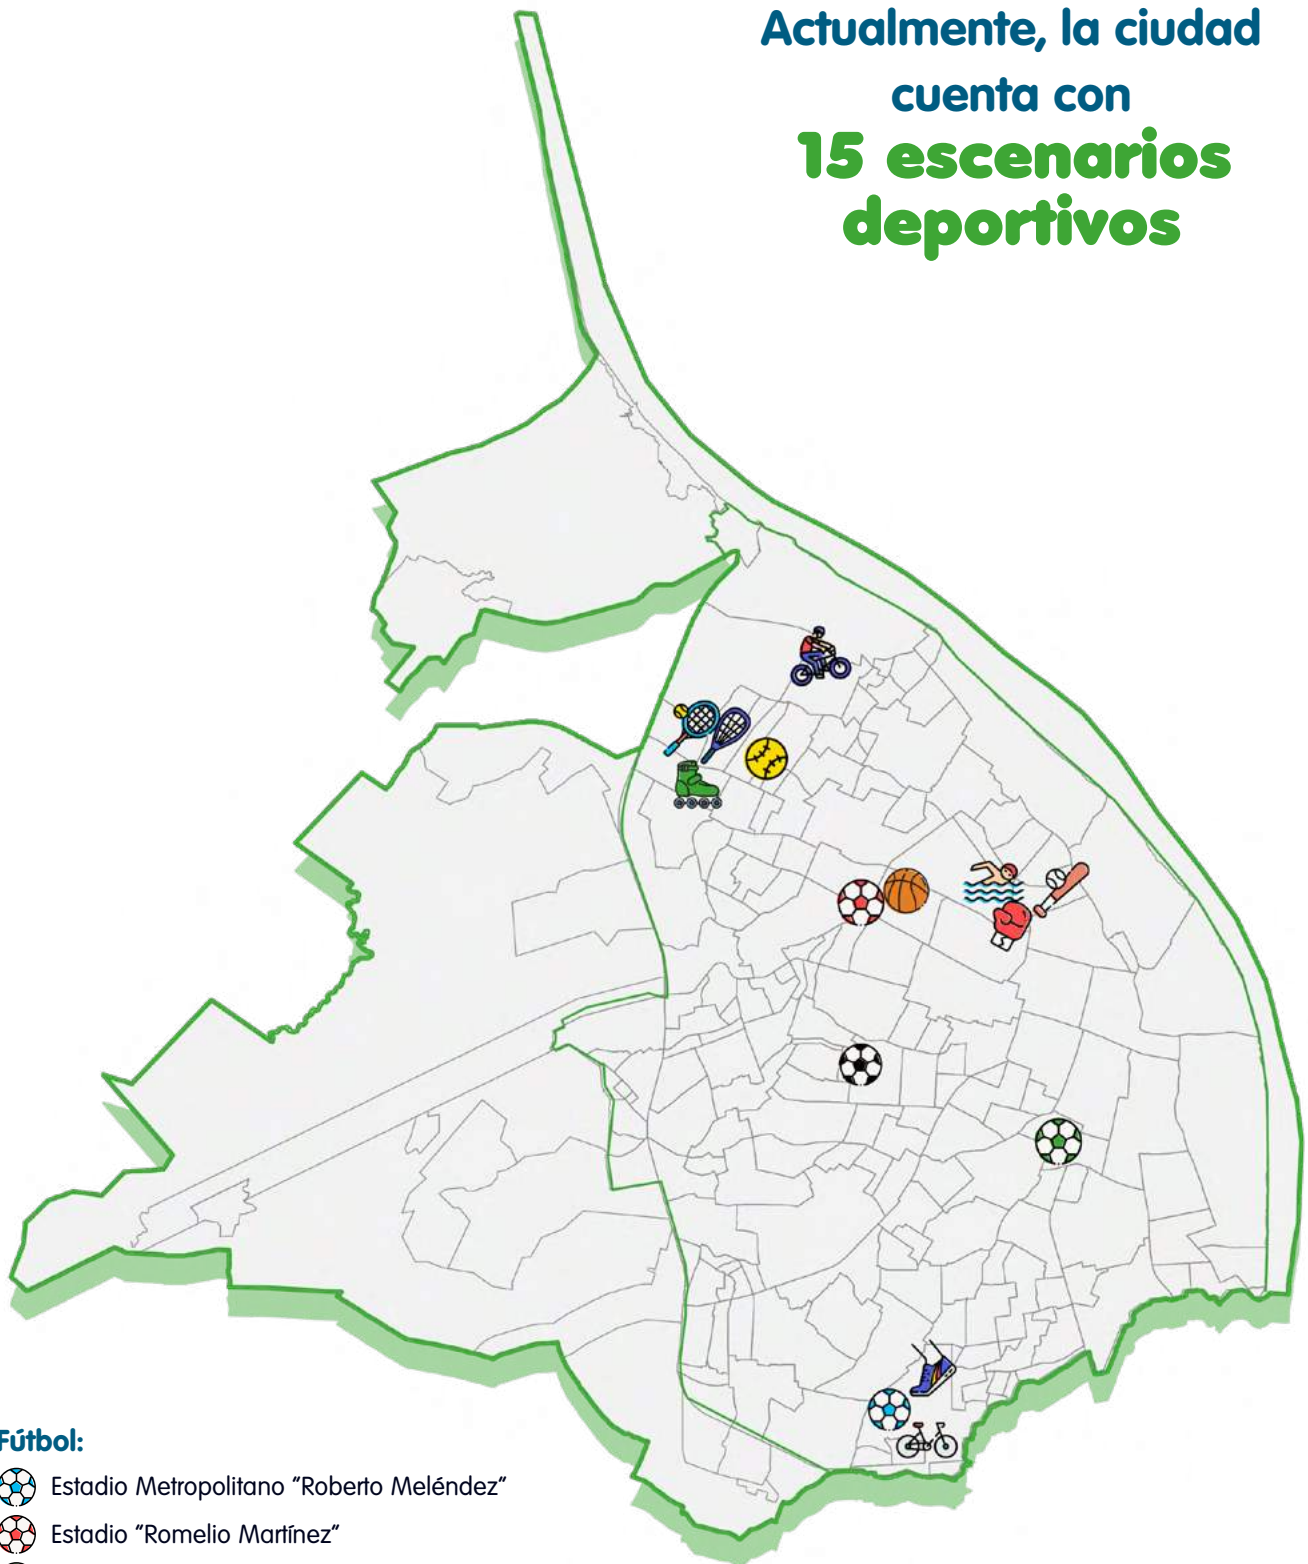 Actualmente, la ciudad
cuenta con
15 escenarios
deportivos
Fútbol:
Estadio Metropolitano "Roberto Meléndez"
Estadio "Romelio Martínez"